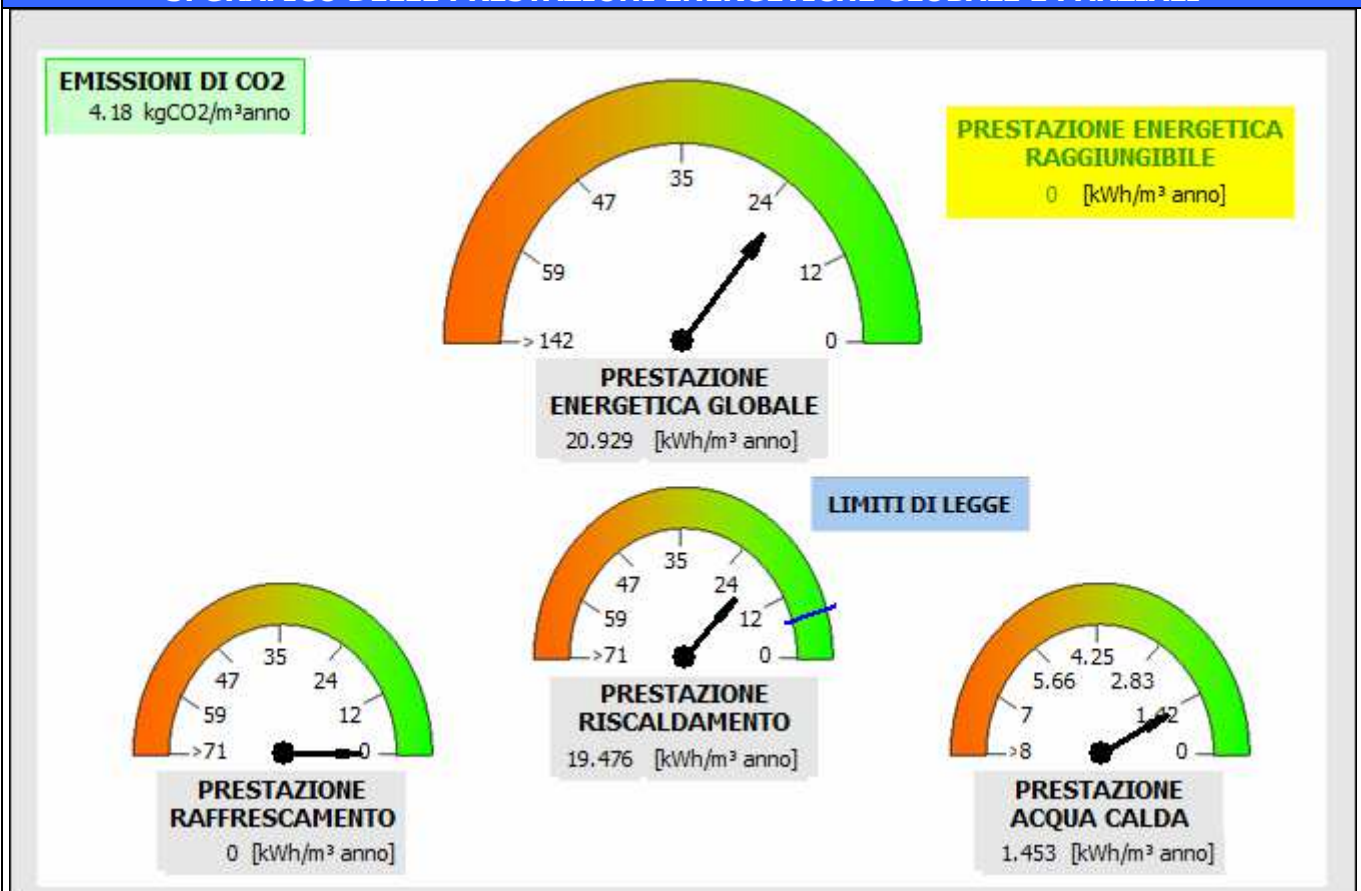 EMISSIONI DI CO2
4.18 kgCO2/m³anno
PRESTAZIONE ENERGETICA
RAGGIUNGIBILE
0 [kWh/m³ anno]
35
47
24
59
12
> 142
0
PRESTAZIONE
ENERGETICA GLOBALE
20.929 [kWh/m³ anno]
LIMITI DI LEGGE
35
47
24
59
12
>71
0
PRESTAZIONE
RISCALDAMENTO
19.476 [kWh/m³ anno]
35
47
24
59
12
>71
0
PRESTAZIONE
RAFFRESCAMENTO
0 [kWh/m³ anno]
4.25
5.66
2.83
7
1.42
>8
0
PRESTAZIONE
ACQUA CALDA
1.453 [kWh/m³ anno]